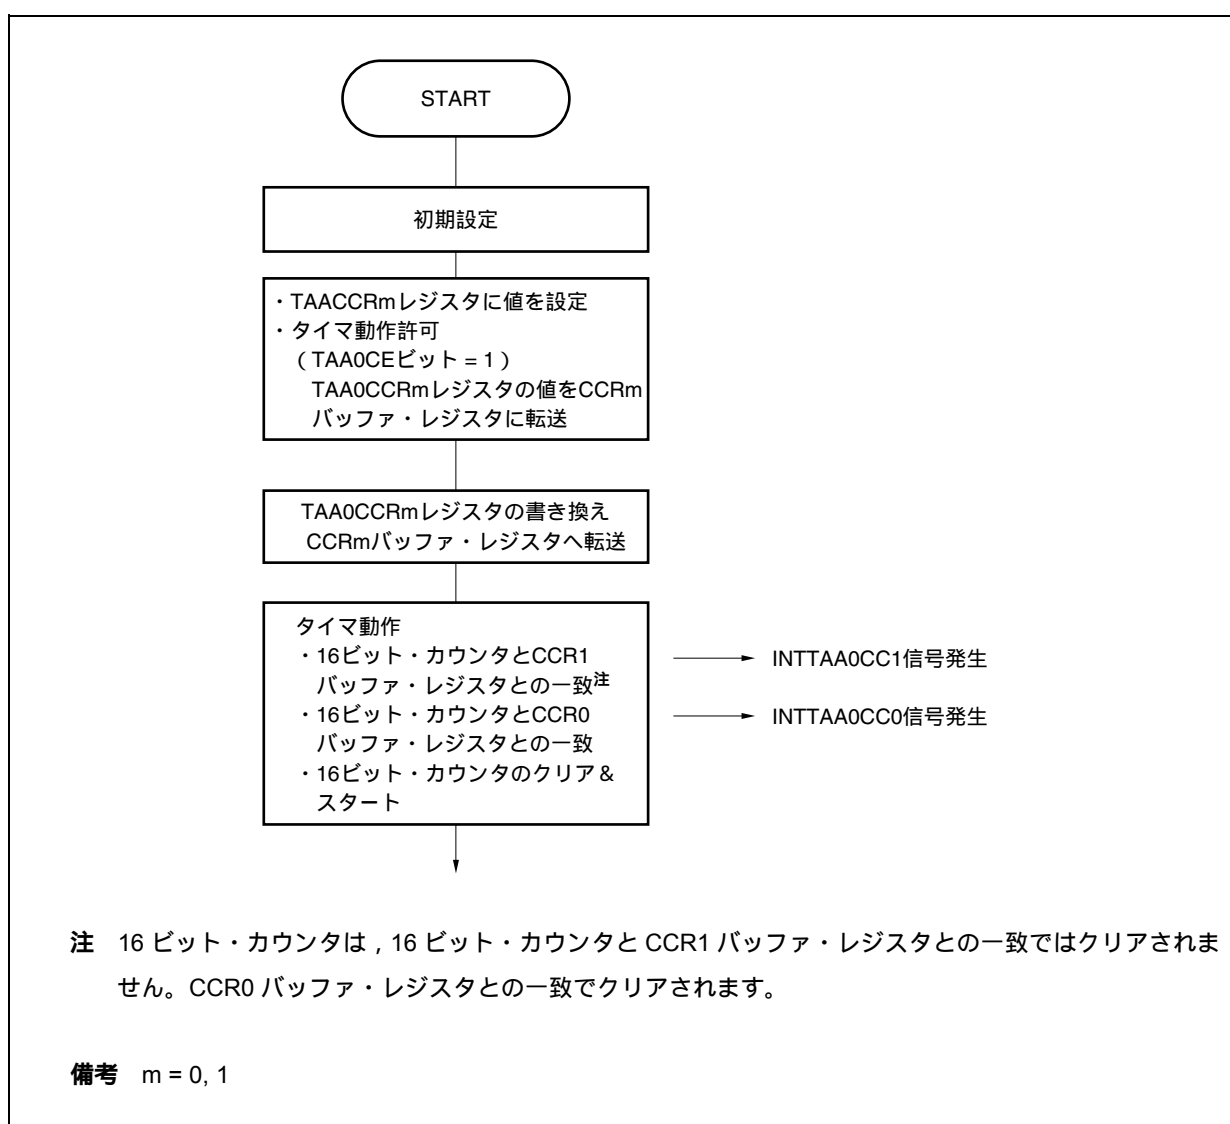 START
初期設定
・TAACCRmレジスタに値を設定
・タイマ動作許可
（TAA0CEビット = 1）
TAA0CCRmレジスタの値をCCRm
バッファ・レジスタに転送
TAA0CCRmレジスタの書き換え
CCRmバッファ・レジスタへ転送
タイマ動作
・16ビット・カウンタとCCR1
バッファ・レジスタとの一致注
・16ビット・カウンタとCCR0
バッファ・レジスタとの一致
・16ビット・カウンタのクリア＆
スタート
INTTAA0CC1信号発生
INTTAA0CC0信号発生
注 16 ビット・カウンタは , 16 ビット・カウンタと CCR1 バッファ・レジスタとの一致ではクリアされま
せん。CCR0 バッファ・レジスタとの一致でクリアされます。
備考 m = 0, 1